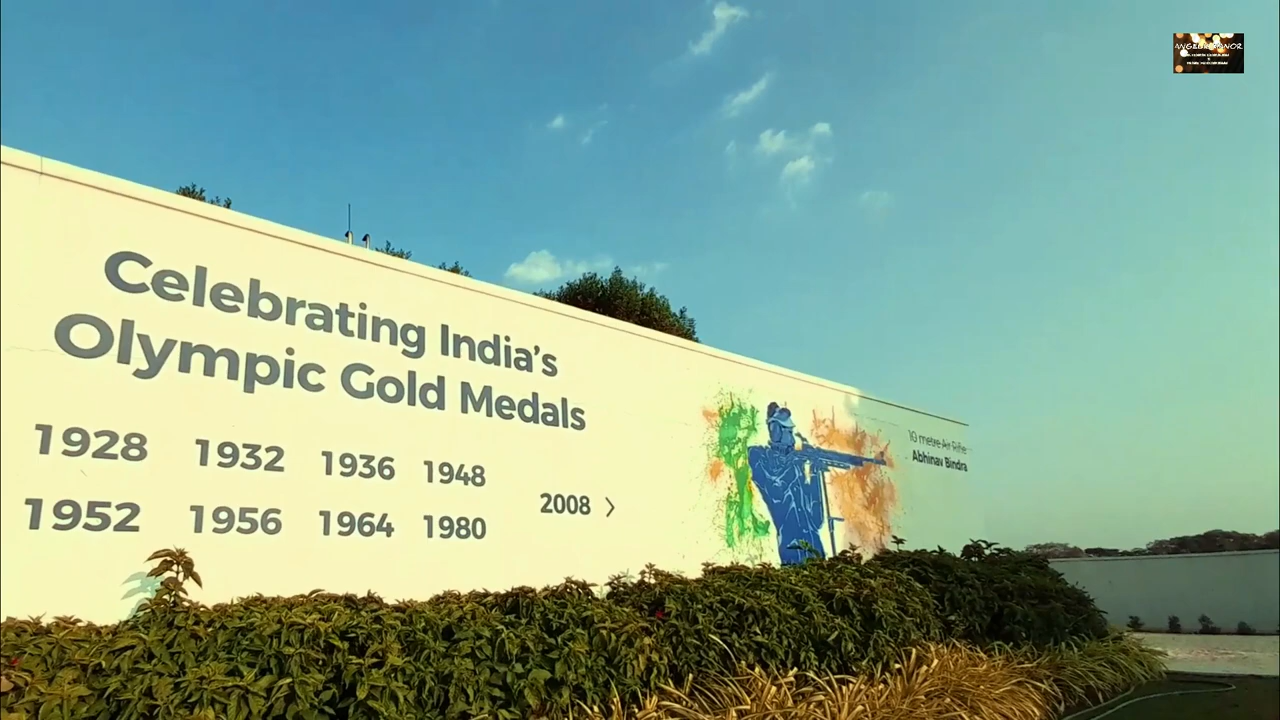 Celebrating India's
Olympic Gold Medals
1928 1932 1936 1948
1952 1956 1964 1980
2008 >
10 metre Air Rifle
Abhinav Bindra